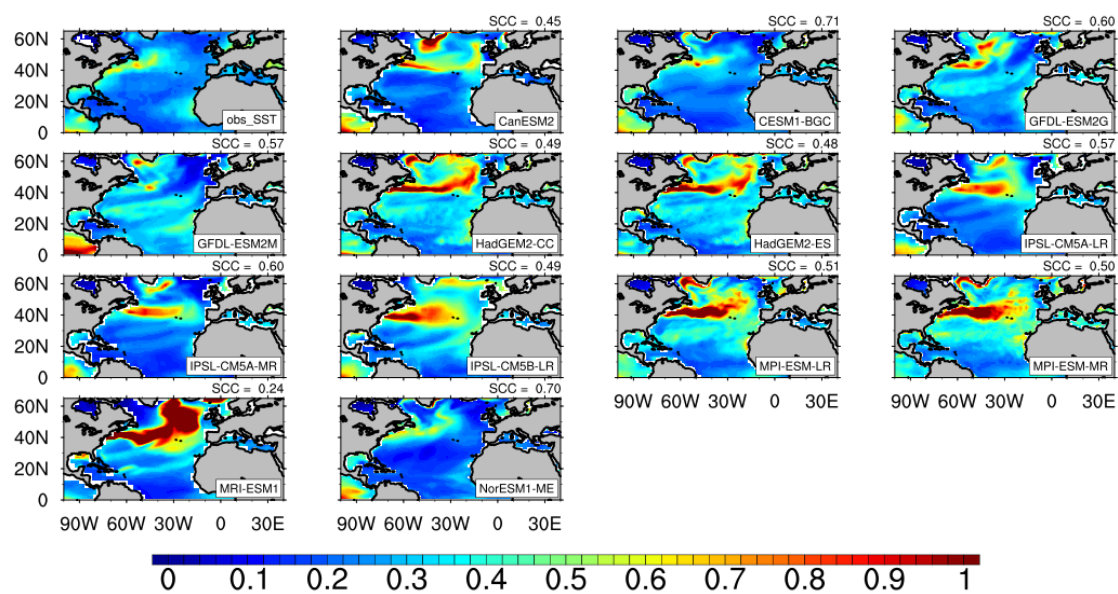 SCC = 0.45 SCC = 0.71 SCC = 0.60
60N 40N 20N 0
obs_SST CanESM2 CESM1-BGC GFDL-ESM2G
SCC = 0.57 SCC = 0.49 SCC = 0.48 SCC = 0.57
60N 40N 20N 0
GFDL-ESM2M HadGEM2-CC HadGEM2-ES IPSL-CM5A-LR
SCC = 0.60 SCC = 0.49 SCC = 0.51 SCC = 0.50
60N 40N 20N 0
IPSL-CM5A-MR IPSL-CM5B-LR MPI-ESM-LR MPI-ESM-MR
SCC = 0.24 SCC = 0.70 90W 60W 30W 0 30E 90W 60W 30W 0 30E
60N 40N 20N 0
MRI-ESM1 NorESM1-ME
90W 60W 30W 0 30E 90W 60W 30W 0 30E
0 0.1 0.2 0.3 0.4 0.5 0.6 0.7 0.8 0.9 1